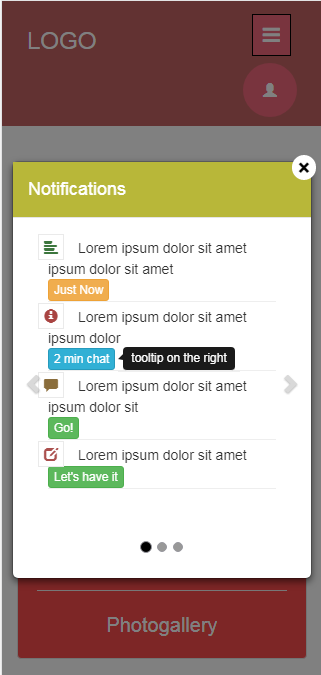 LOGO
Notifications
Lorem ipsum dolor sit amet
ipsum dolor sit amet
Just Now
Lorem ipsum dolor sit amet
ipsum dolor
2 min chat tooltip on the right
Lorem ipsum dolor sit amet
ipsum dolor sit
Go!
Lorem ipsum dolor sit amet
Let's have it
Photogallery